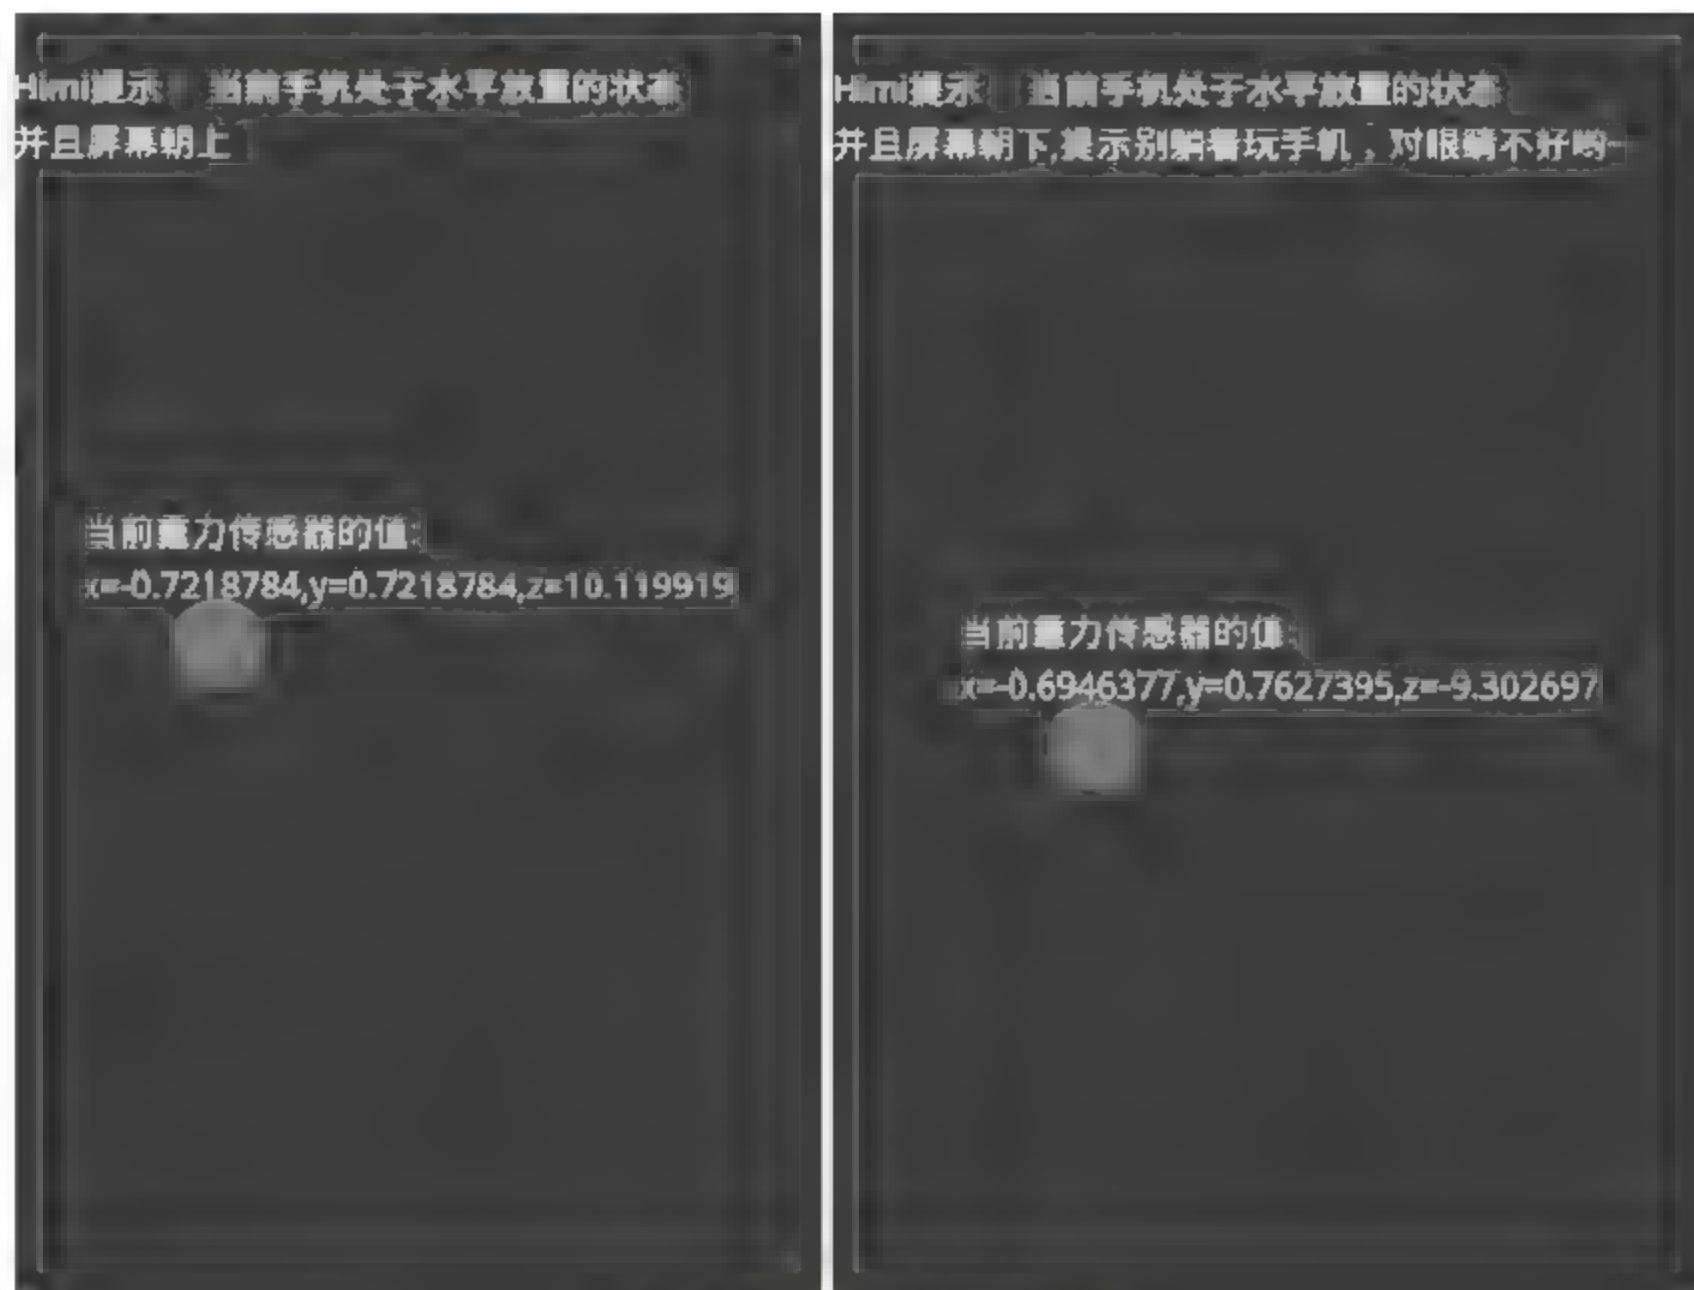 Himi提示： 当前手机处于水平放置的状态
并且屏幕朝上
当前重力传感器的值:
x=-0.7218784,y=0.7218784,z=10.119919
Himi提示： 当前手机处于水平放置的状态
并且屏幕朝下,提示别躺着玩手机，对眼睛不好哟~
当前重力传感器的值:
x=-0.6946377,y=0.7627395,z=-9.302697